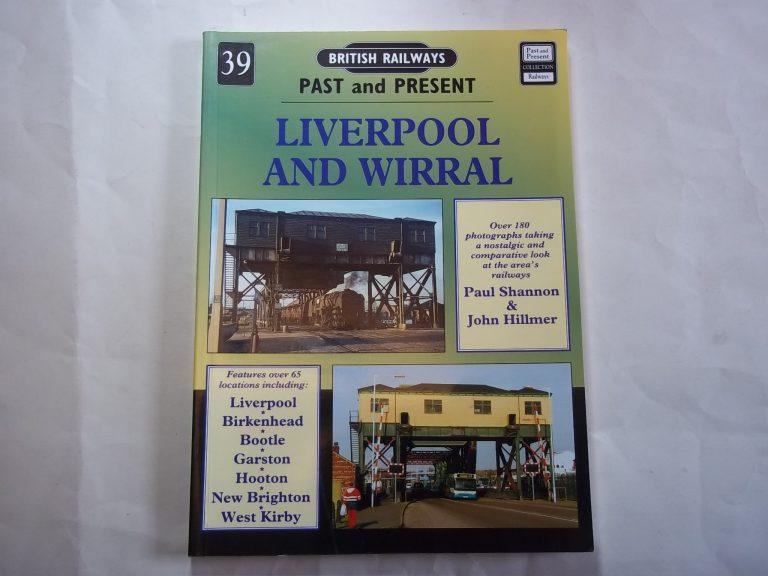 39
BRITISH RAILWAYS
PAST and PRESENT
Past and
Present
COLLECTION
Railways
LIVERPOOL
AND WIRRAL
Over 180
photographs taking
a nostalgic and
comparative look
at the area's
railways
Paul Shannon
&
John Hillmer
Features over 65
locations including:
Liverpool
*
Birkenhead
*
Bootle
*
Garston
*
Hooton
*
New Brighton
*
West Kirby